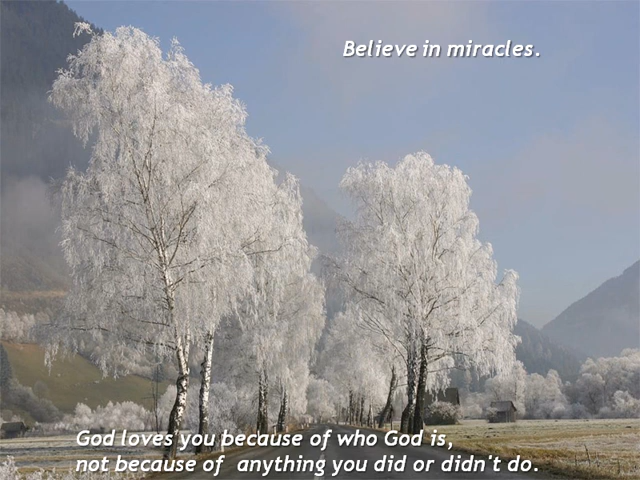 Believe in miracles.
God loves you because of who God is,
not because of  anything you did or didn't do.